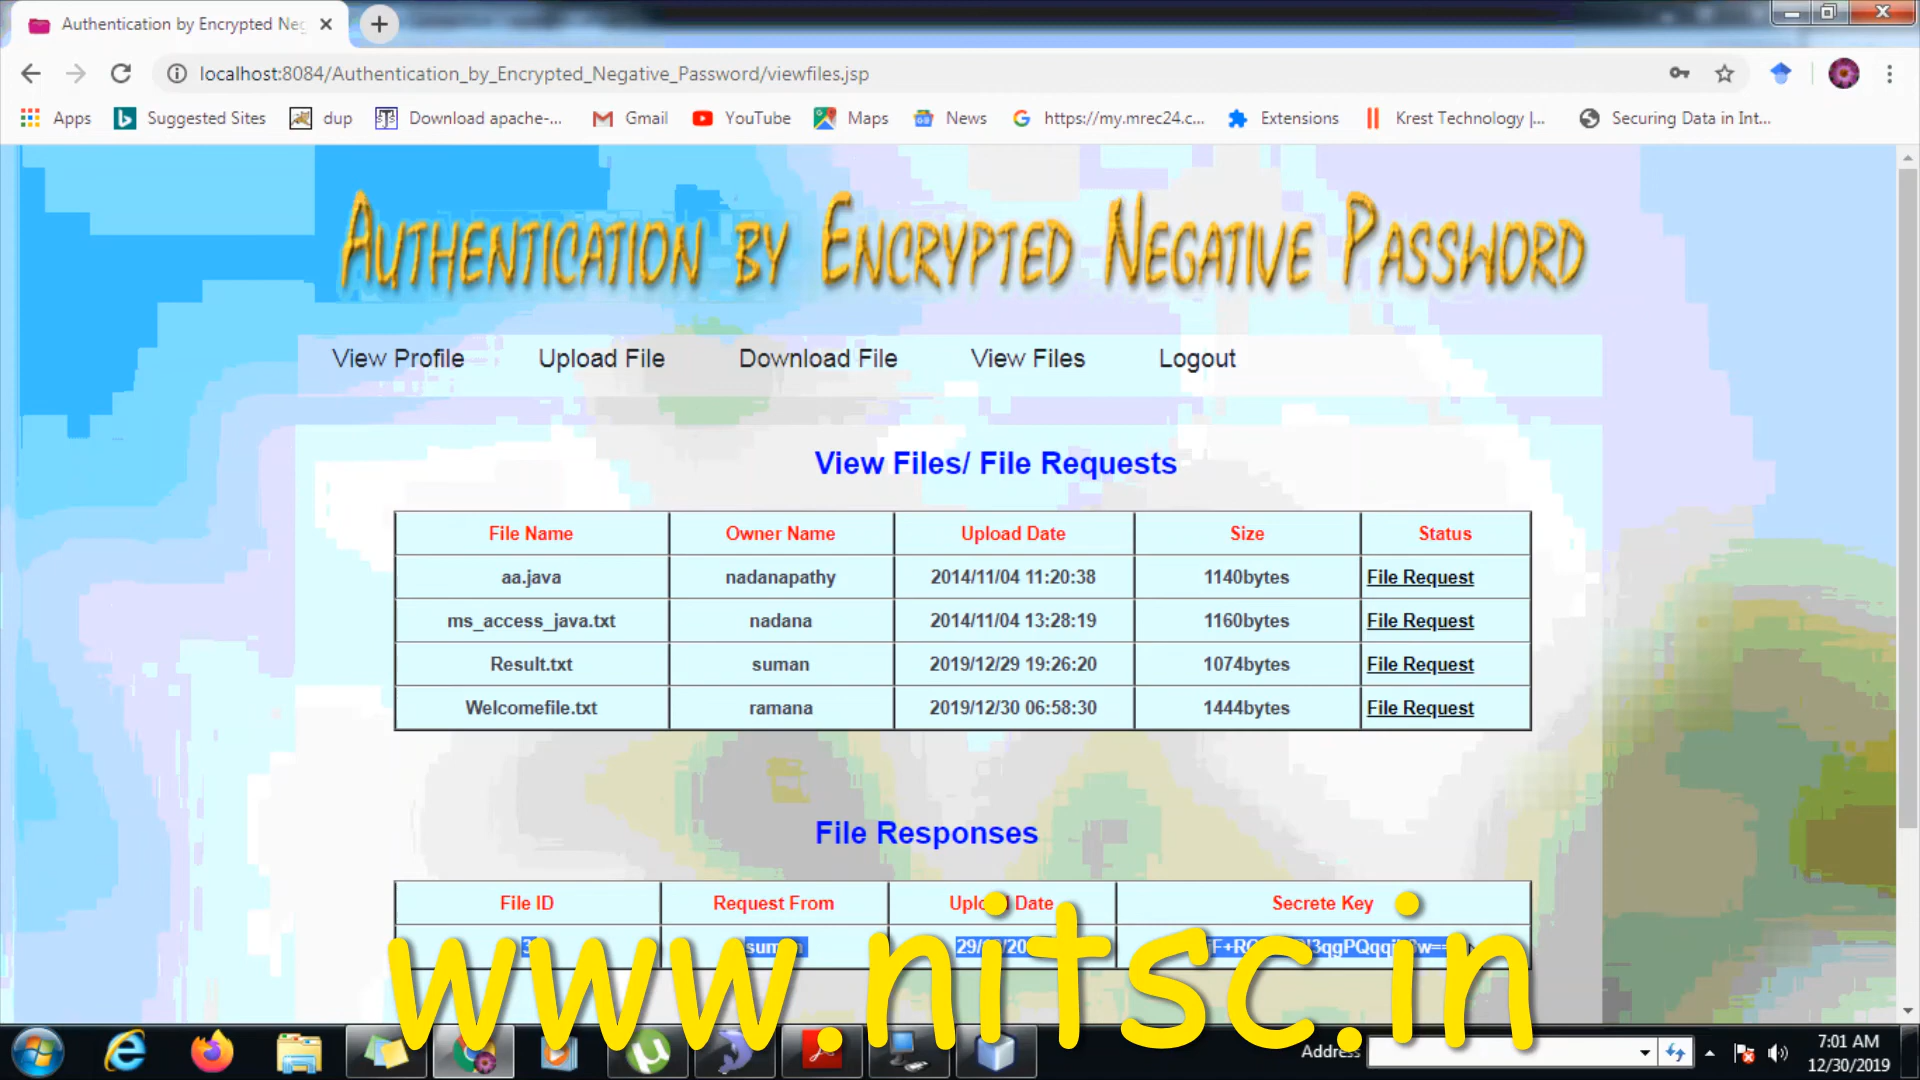 Authentication by Encrypted Neg
localhost:8084/Authentication_by_Encrypted_Negative_Password/viewfiles.jsp
Apps Suggested Sites dup Download apache-... Gmail YouTube Maps News https://my.mrec24.c... Extensions Krest Technology |... Securing Data in Int...
AUTHENTICATION BY ENCRYPTED NEGATIVE PASSWORD
View Profile Upload File Download File View Files Logout
View Files/ File Requests
File Name Owner Name Upload Date Size Status
aa.java nadanapathy 2014/11/04 11:20:38 1140bytes File Request
ms_access_java.txt nadana 2014/11/04 13:28:19 1160bytes File Request
Result.txt suman 2019/12/29 19:26:20 1074bytes File Request
Welcomefile.txt ramana 2019/12/30 06:58:30 1444bytes File Request
File Responses
File ID Request From Upload Date Secrete Key
3 suman
www.nitsc.in
Address
7:01 AM
12/30/2019